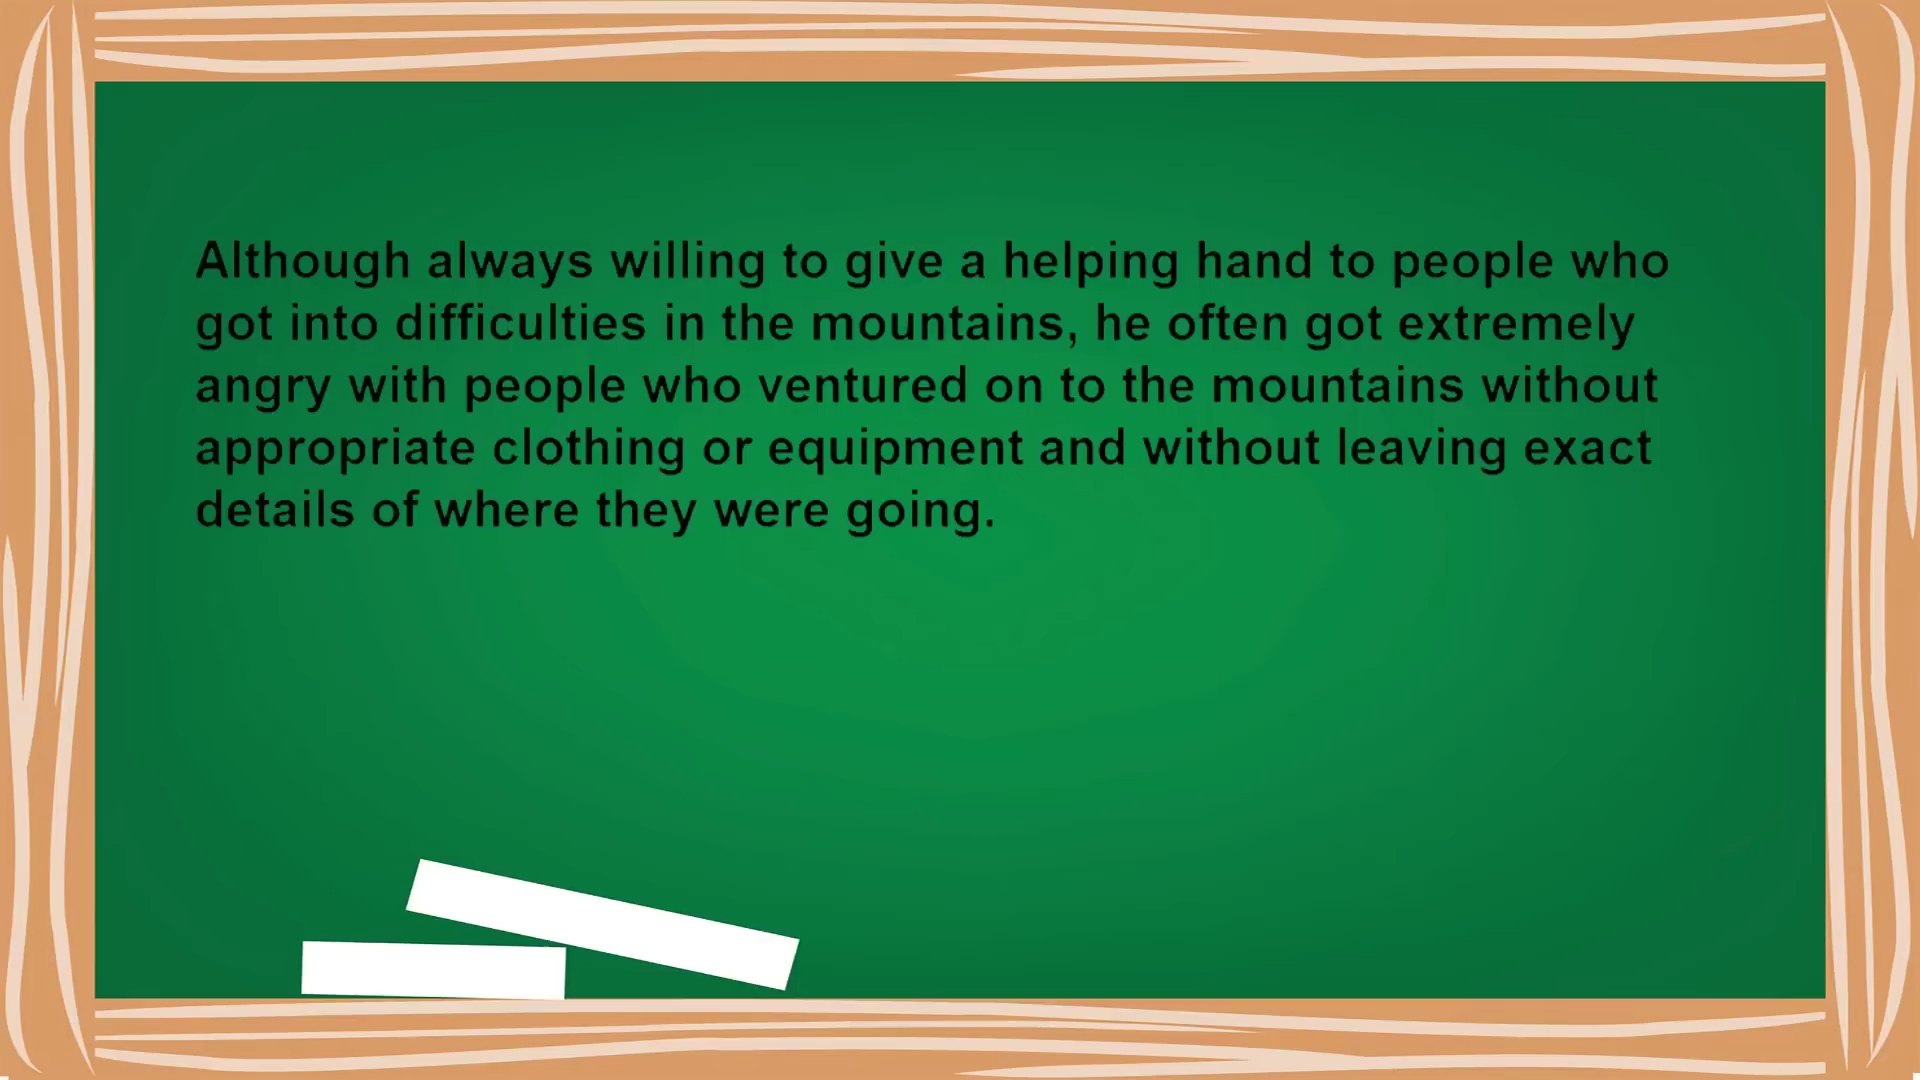 Although always willing to give a helping hand to people who
got into difficulties in the mountains, he often got extremely
angry with people who ventured on to the mountains without
appropriate clothing or equipment and without leaving exact
details of where they were going.